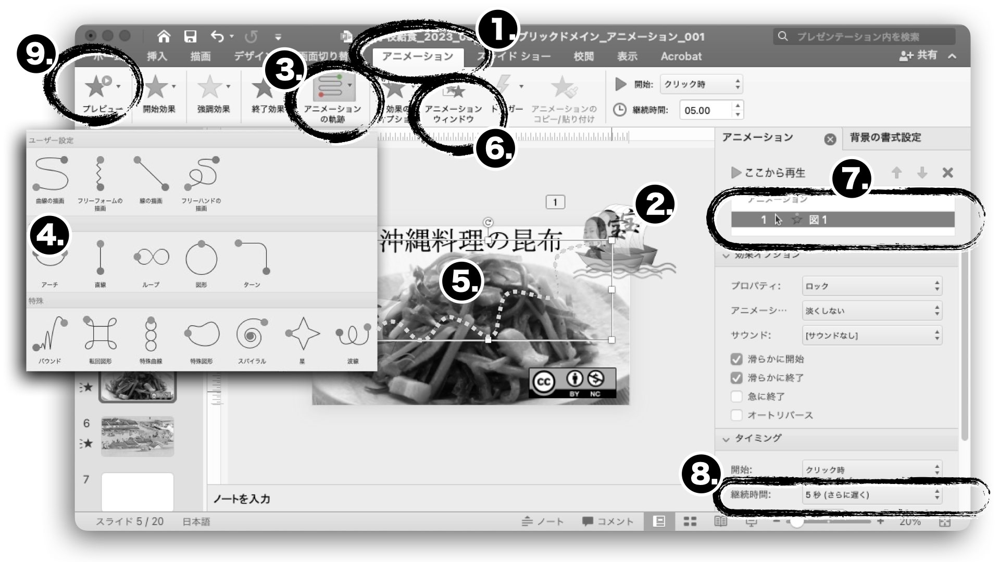 1.
校給食_2023_0
ブリックドメイン_アニメーション_001
プレゼンテーション内を検索
9.
ホーム
挿入
描画
デザイン
画面切り替
アニメーション
スライド ショー
校閲
表示
Acrobat
共有
3.
プレビュー
開始効果
強調効果
終了効果
アニメーション
の軌跡
効果の
プショ
アニメーション
ウィンドウ
トリガー
アニメーションの
コピー/貼り付け
開始:
クリック時
継続時間:
05.00
6.
ユーザー設定
曲線の描画
フリーフォームの
描画
線の描画
フリーハンドの
描画
4.
アーチ
直線
ループ
図形
ターン
特殊
バウンド
転回図形
特殊曲線
特殊図形
スパイラル
星
波線
1
2.
宝
沖縄料理の昆布
5.
CC
BY
NC
アニメーション
背景の書式設定
ここから再生
7.
アニメーション
1
図 1
効果オプション
プロパティ:
ロック
アニメーシ…
淡くしない
サウンド:
[サウンドなし]
滑らかに開始
滑らかに終了
急に終了
オートリバース
タイミング
開始:
クリック時
8.
継続時間:
5 秒 (さらに遅く)
6
7
ノートを入力
スライド 5 / 20
日本語
ノート
コメント
20%